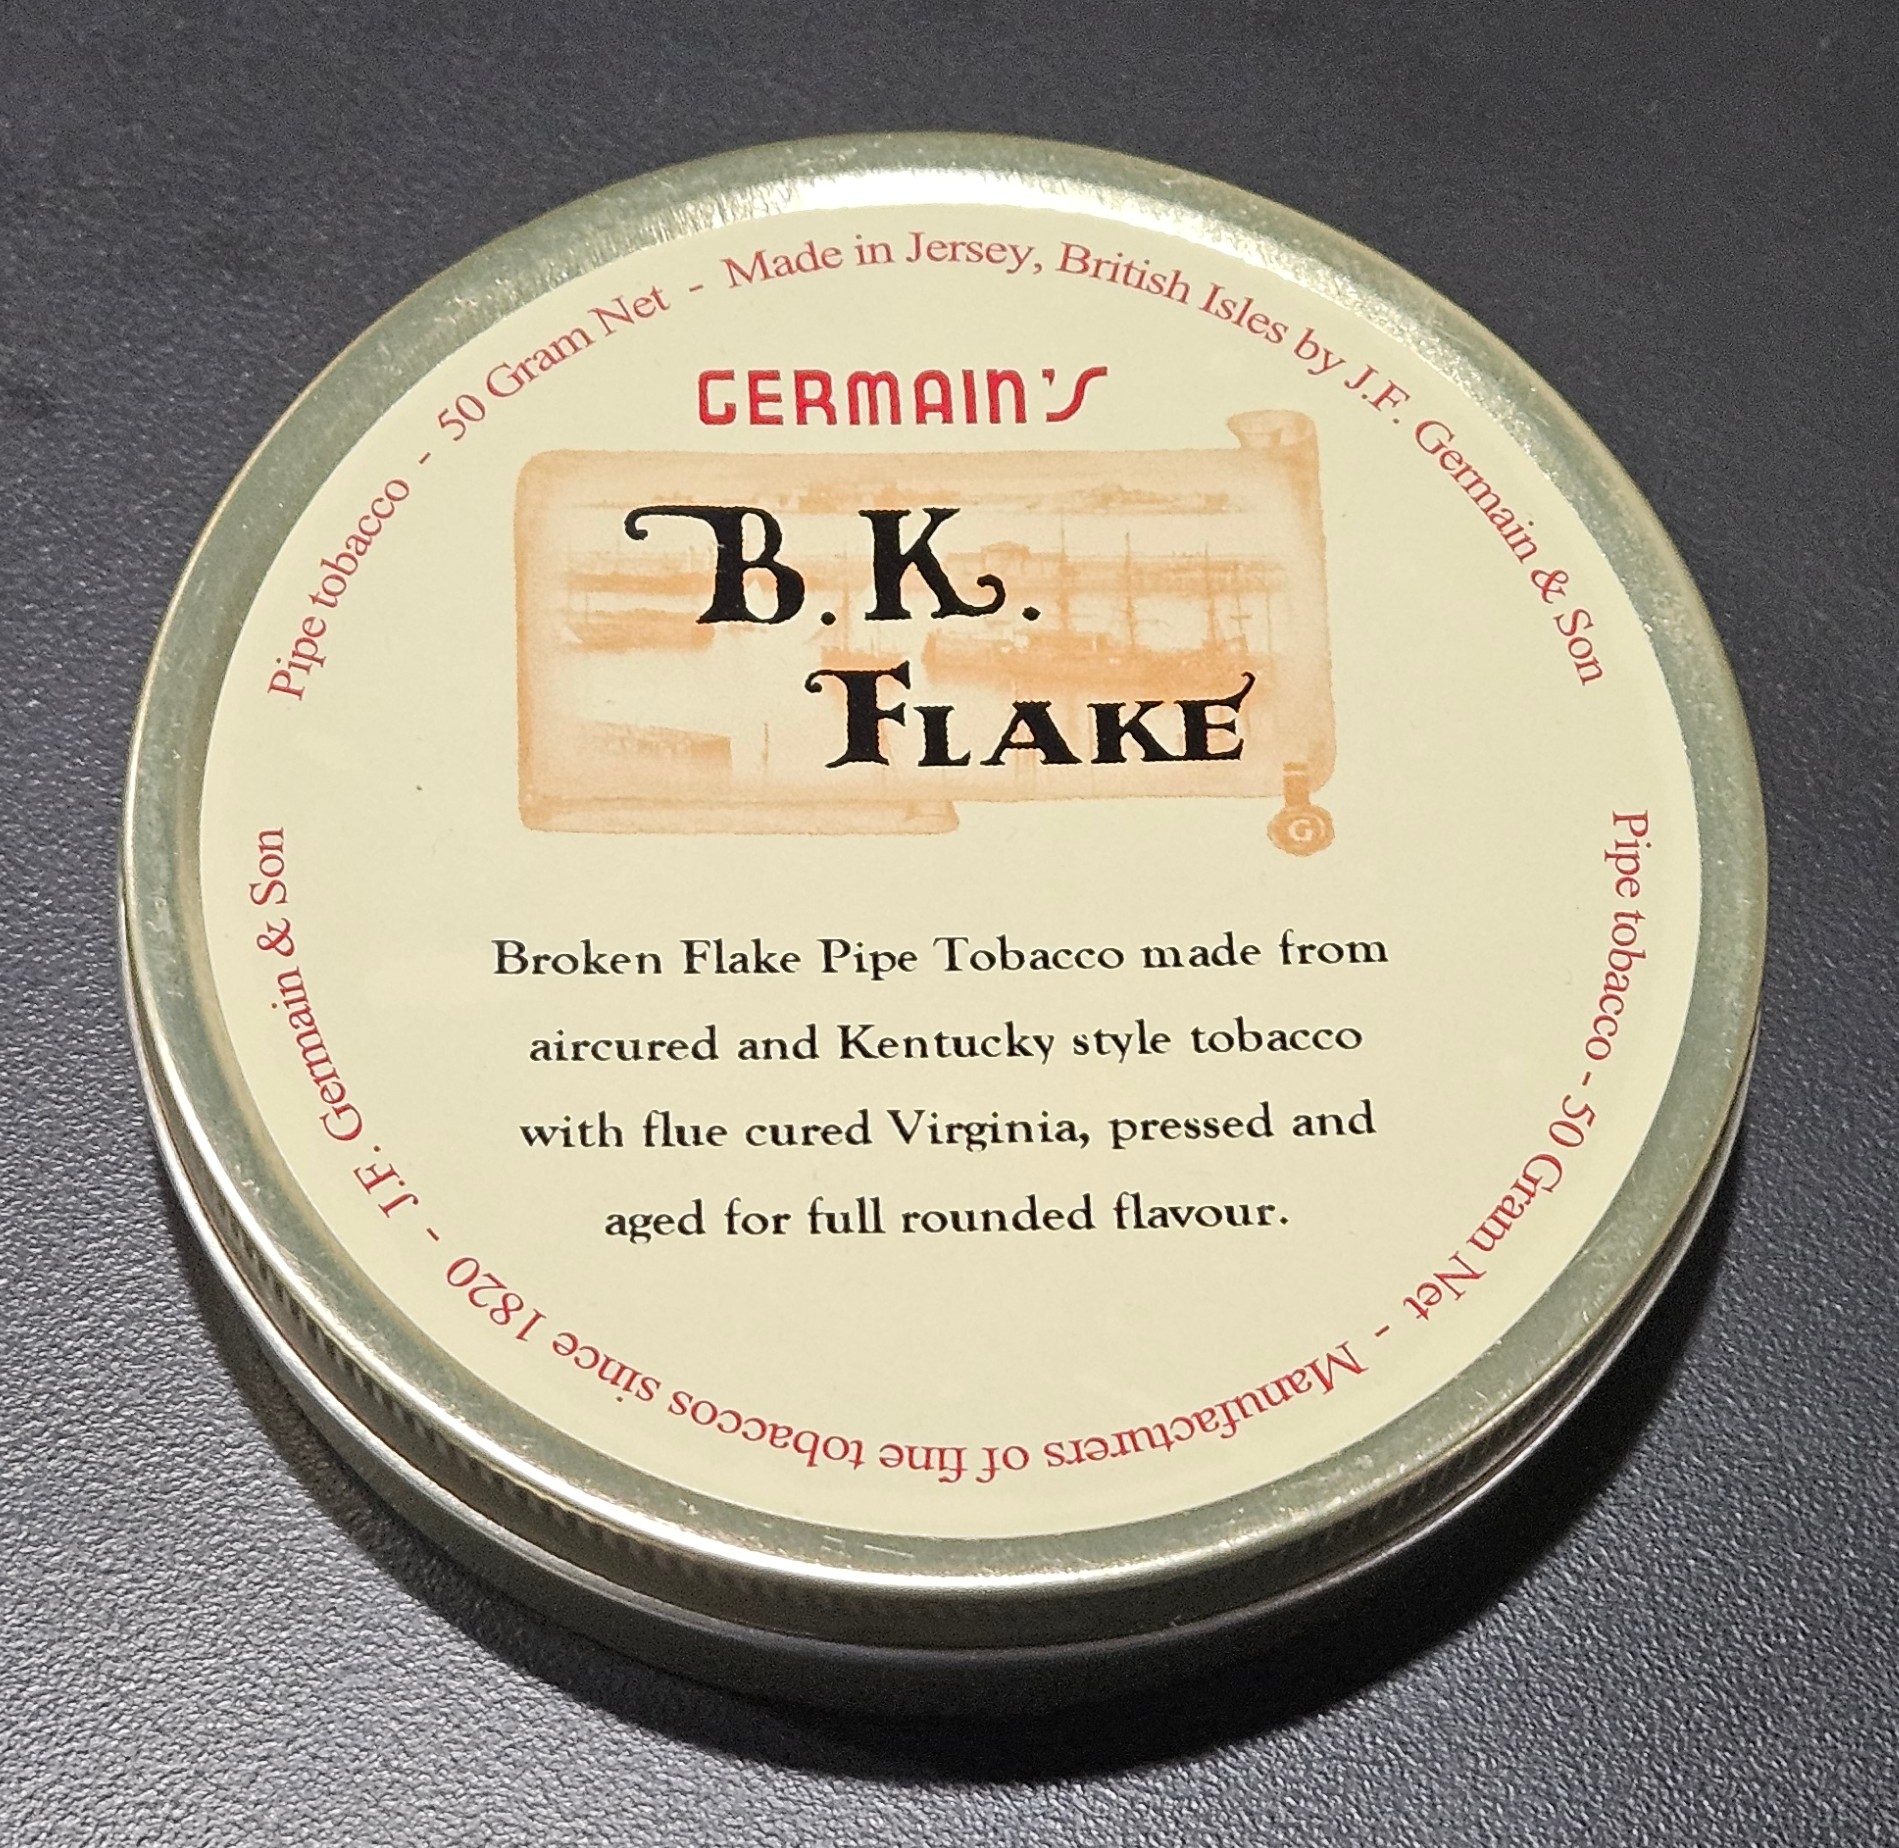 Pipe tobacco - 50 Gram Net - Made in Jersey, British Isles by J.F. Germain & Son
GERMAIN'S
B.K.
FLAKE
G
Broken Flake Pipe Tobacco made from
aircured and Kentucky style tobacco
with flue cured Virginia, pressed and
aged for full rounded flavour.
Pipe tobacco - 50 Gram Net - Manufacturers of fine tobaccos since 1820 - J.F. Germain & Son